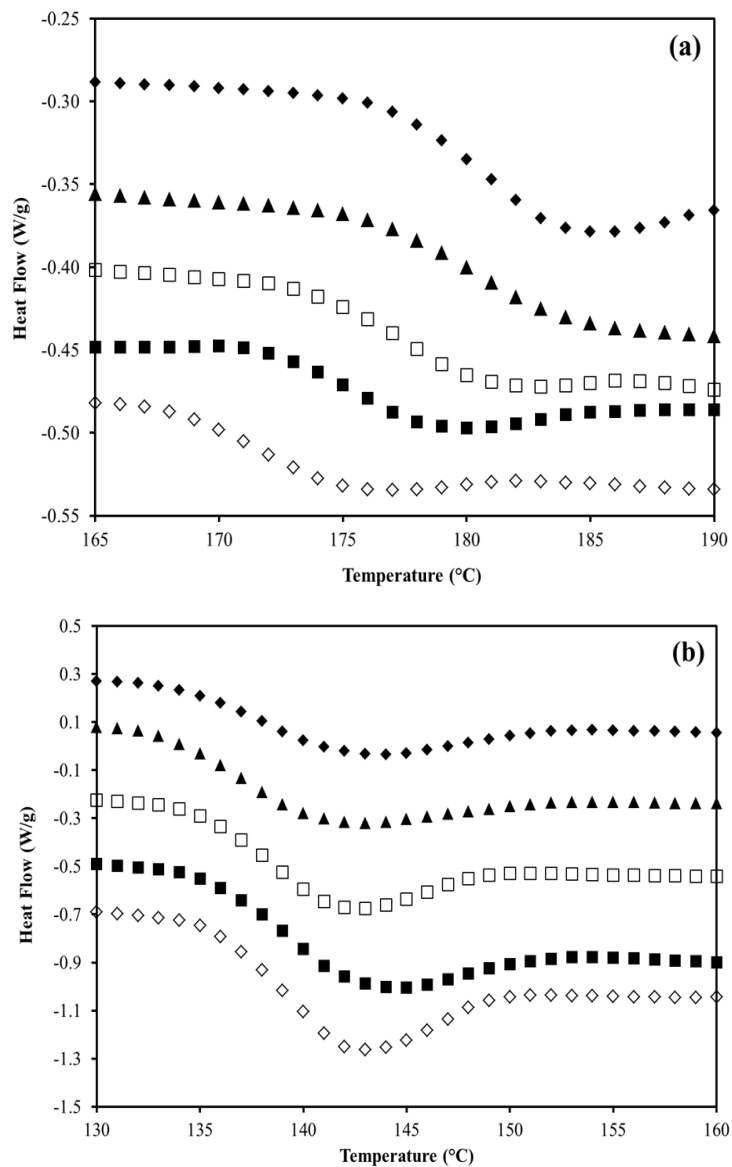 (a)
-0.25
-0.30
-0.35
-0.40
-0.45
-0.50
-0.55
Heat Flow (W/g)
165 170 175 180 185 190
Temperature (°C)
(b)
0.5
0.3
0.1
-0.1
-0.3
-0.5
-0.7
-0.9
-1.1
-1.3
-1.5
Heat Flow (W/g)
130 135 140 145 150 155 160
Temperature (°C)